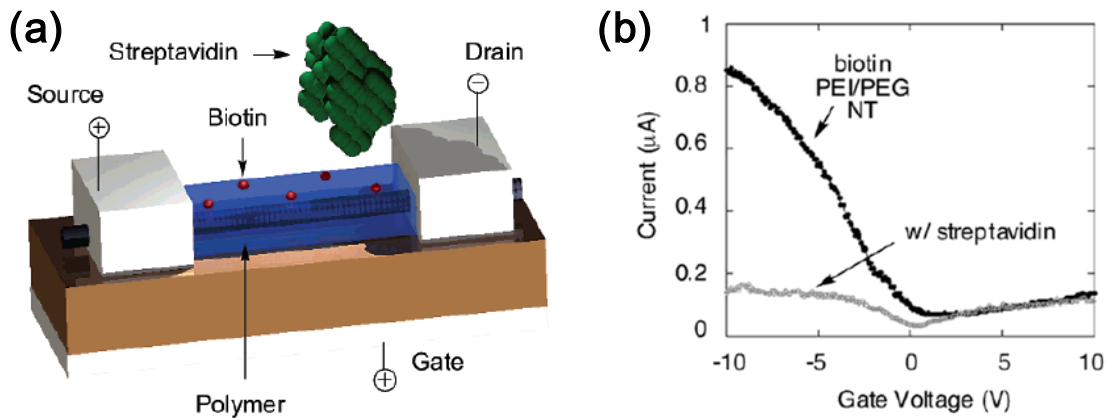 (a)
Streptavidin
Drain
⊖
Source
⊕
Biotin
Gate
⊕
Polymer
(b)
1
0.8
0.6
0.4
0.2
0
Current (μA)
biotin
PEI/PEG
NT
w/ streptavidin
-10
-5
0
5
10
Gate Voltage (V)